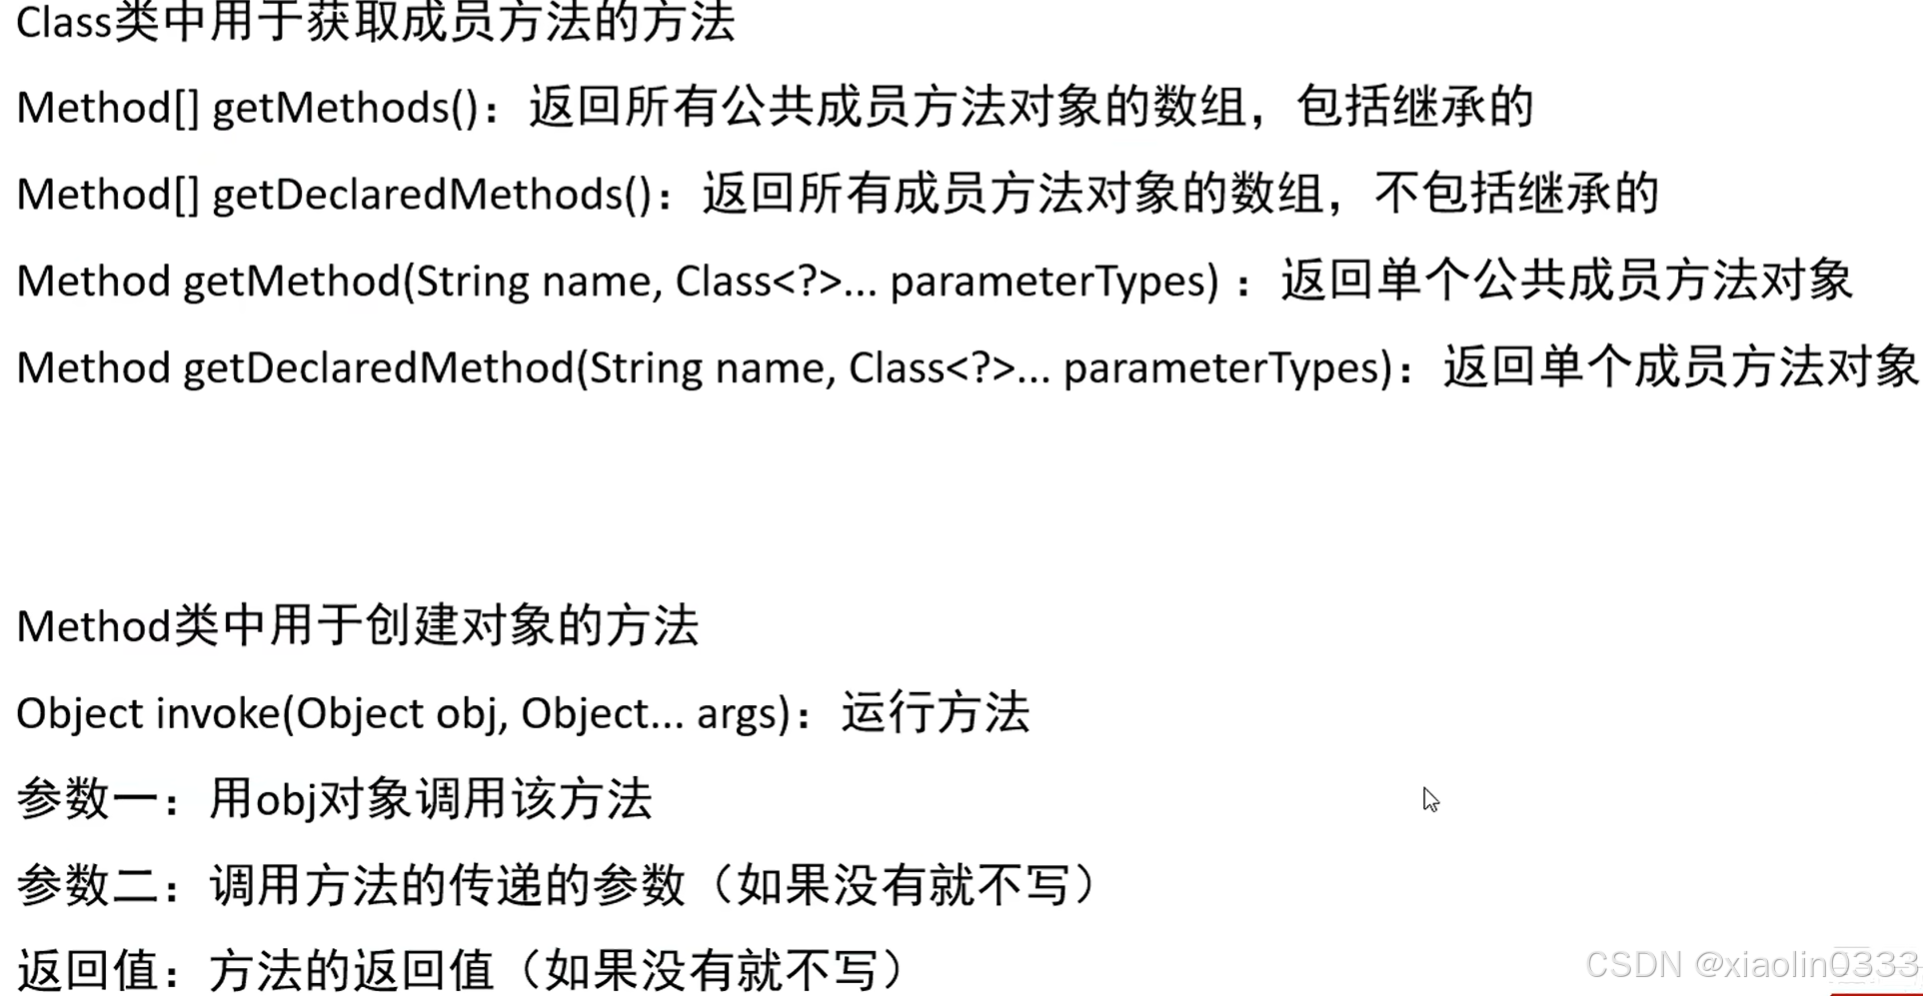 Class类中用于获取成员方法的方法
Method[] getMethods()：返回所有公共成员方法对象的数组，包括继承的
Method[] getDeclaredMethods()：返回所有成员方法对象的数组，不包括继承的
Method getMethod(String name, Class<?>... parameterTypes) ：返回单个公共成员方法对象
Method getDeclaredMethod(String name, Class<?>... parameterTypes)：返回单个成员方法对象
Method类中用于创建对象的方法
Object invoke(Object obj, Object... args)：运行方法
参数一：用obj对象调用该方法
参数二：调用方法的传递的参数（如果没有就不写）
返回值：方法的返回值（如果没有就不写）
CSDN @xiaolin0333